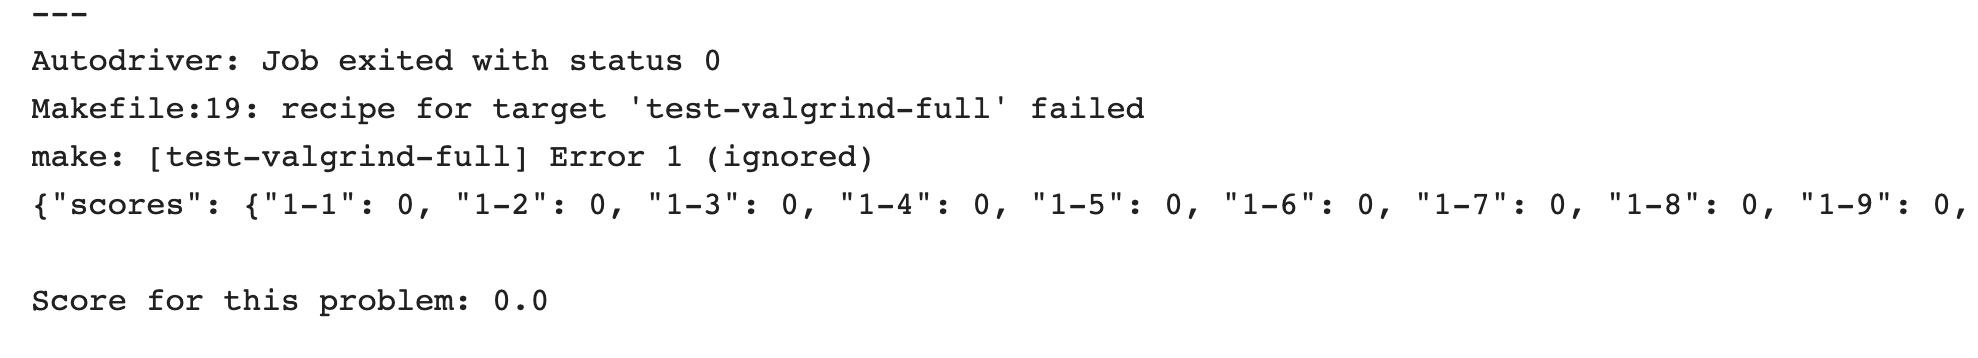 ---
Autodriver: Job exited with status 0
Makefile:19: recipe for target 'test-valgrind-full' failed
make: [test-valgrind-full] Error 1 (ignored)
{"scores": {"1-1": 0, "1-2": 0, "1-3": 0, "1-4": 0, "1-5": 0, "1-6": 0, "1-7": 0, "1-8": 0, "1-9": 0,
Score for this problem: 0.0